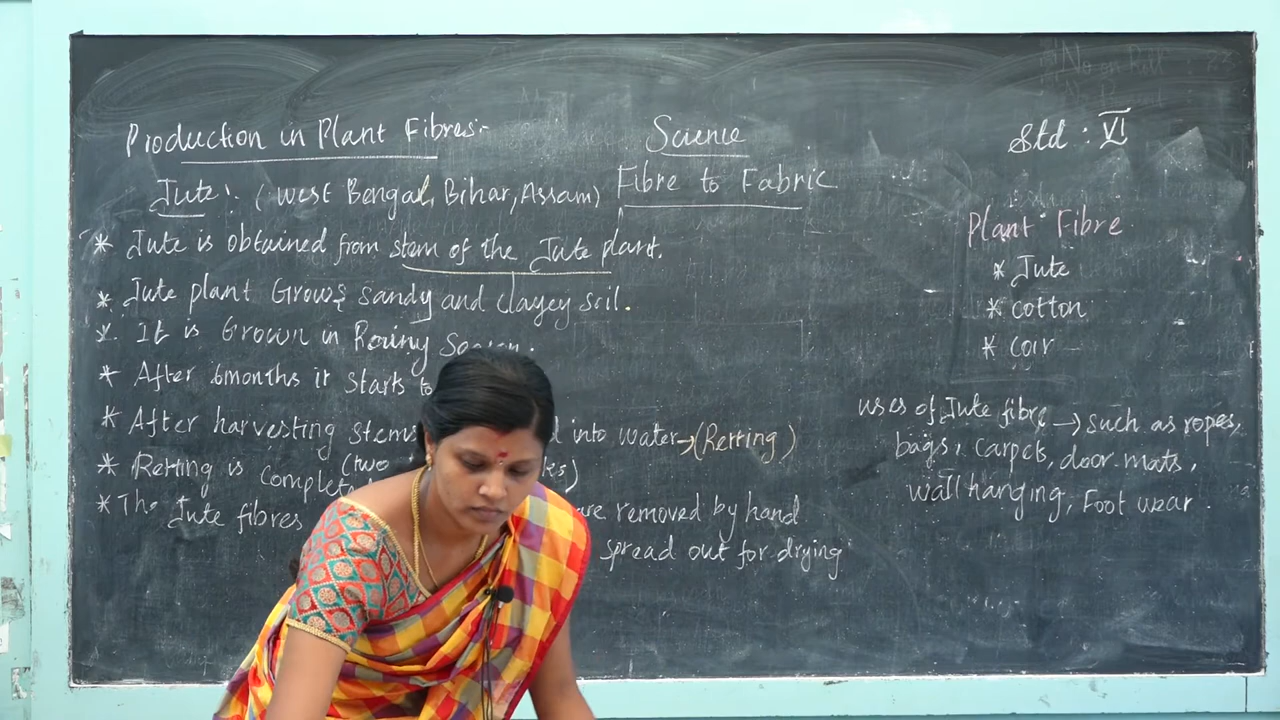 Science
Std : VI
Production in Plant Fibres:-
Fibre to Fabric
Jute:- (West Bengal, Bihar, Assam)
* Jute is obtained from stem of the Jute plant.
* Jute plant Grows sandy and clayey soil.
* It is Grown in Rainy Season.
* After 6months it starts to
* After harvesting stems into water→(Retting)
* Retting is (two
* The Jute fibres are removed by hand
spread out for drying
Plant Fibre
* Jute
* cotton
* coir
uses of Jute fibre → such as ropes,
bags, carpets, door mats,
wall hanging, Foot wear.